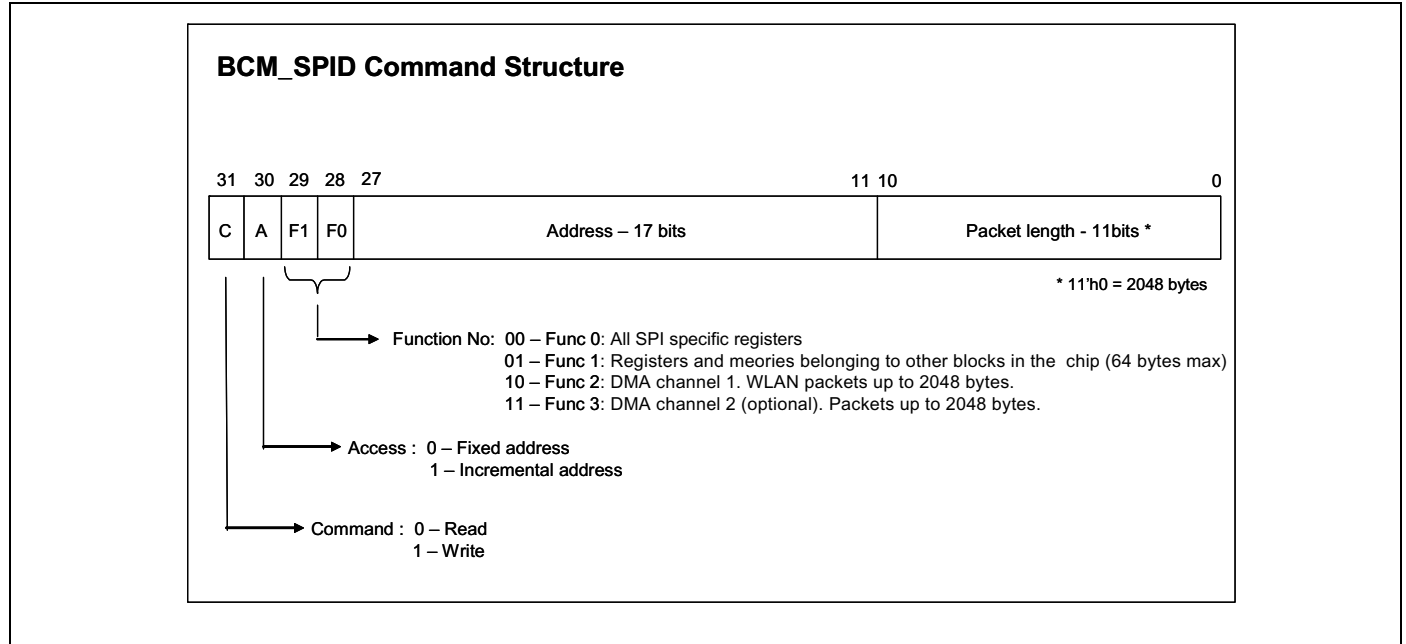 BCM_SPID Command Structure
31 30 29 28 27 11 10 0
C A F1 F0 Address – 17 bits Packet length - 11bits *
* 11'h0 = 2048 bytes
Function No: 00 – Func 0: All SPI specific registers
01 – Func 1: Registers and meories belonging to other blocks in the chip (64 bytes max)
10 – Func 2: DMA channel 1. WLAN packets up to 2048 bytes.
11 – Func 3: DMA channel 2 (optional). Packets up to 2048 bytes.
Access : 0 – Fixed address
1 – Incremental address
Command : 0 – Read
1 – Write